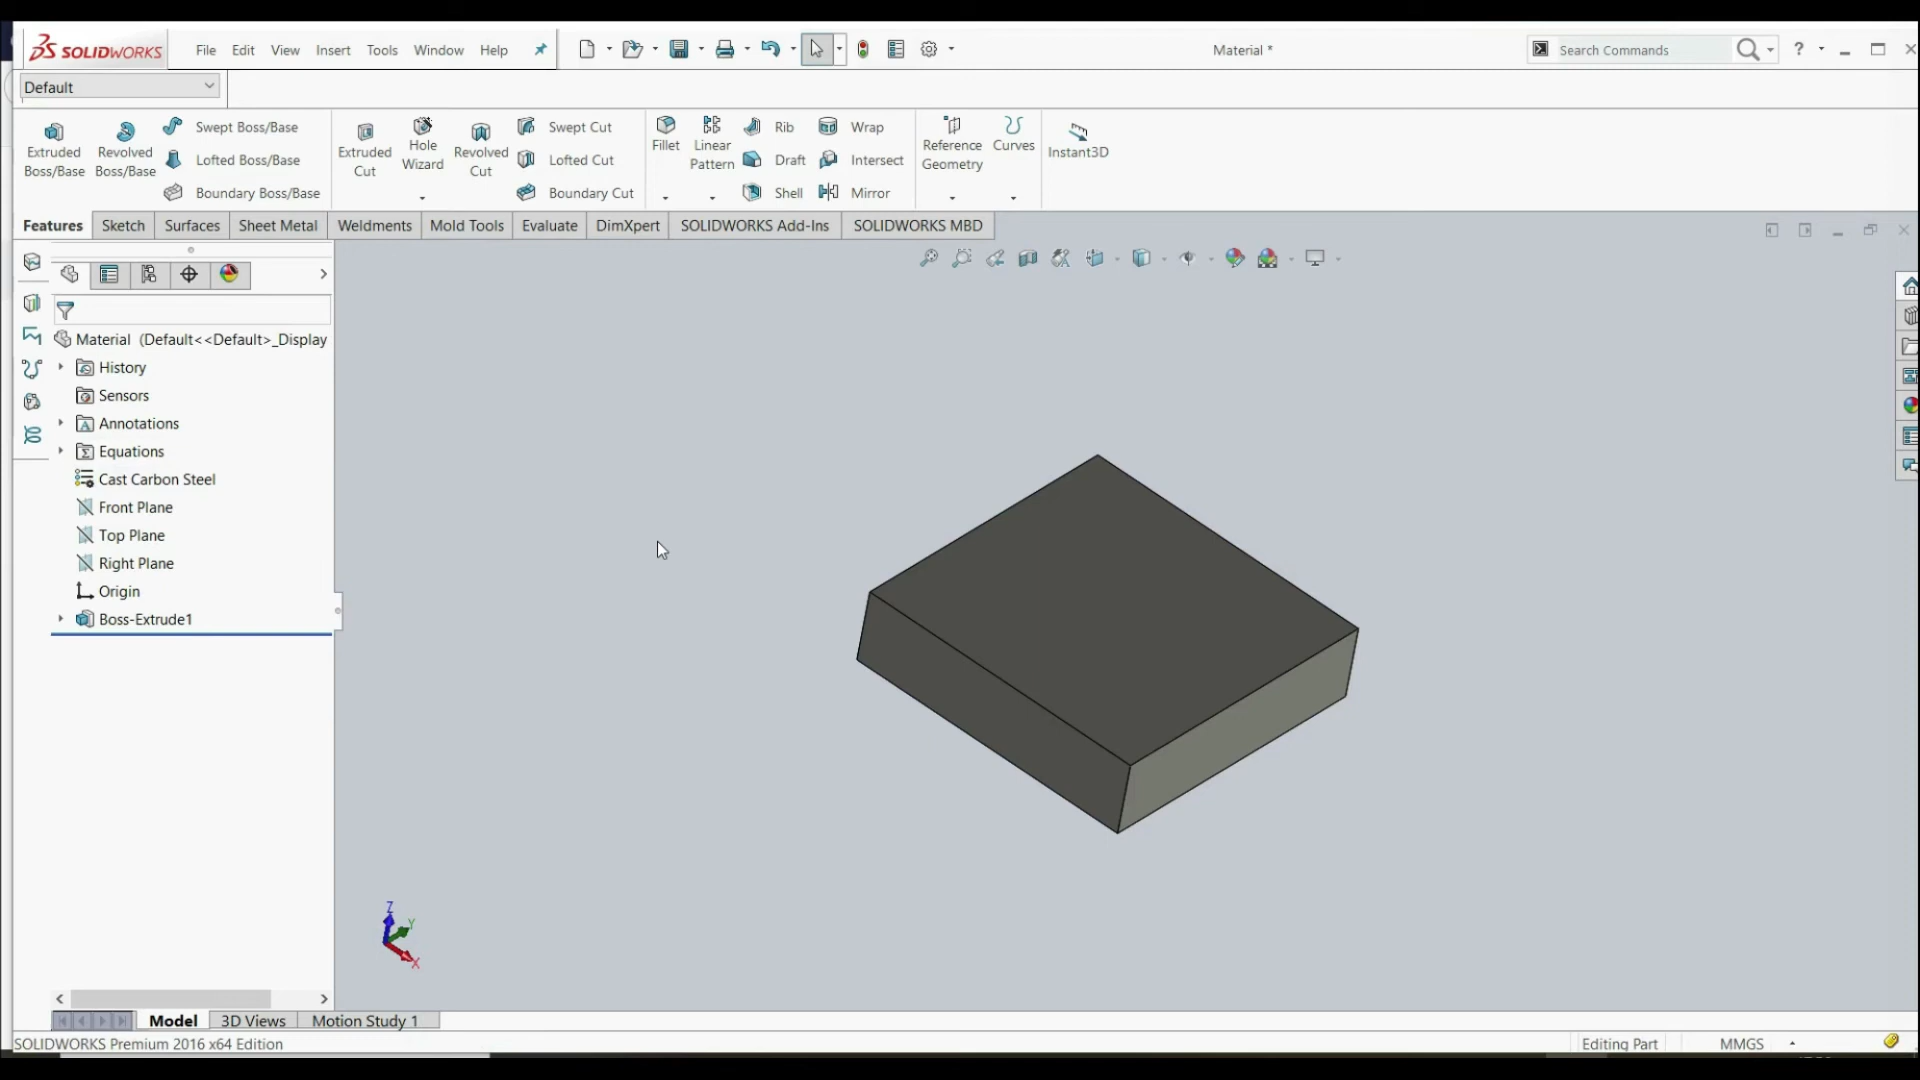 SOLIDWORKS File Edit View Insert Tools Window Help Material * Search Commands ?
Default
Extruded Boss/Base
Revolved Boss/Base
Swept Boss/Base
Lofted Boss/Base
Boundary Boss/Base
Extruded Cut
Hole Wizard
Revolved Cut
Swept Cut
Lofted Cut
Boundary Cut
Fillet
Linear Pattern
Rib
Draft
Shell
Wrap
Intersect
Mirror
Reference Geometry
Curves
Instant3D
Features Sketch Surfaces Sheet Metal Weldments Mold Tools Evaluate DimXpert SOLIDWORKS Add-Ins SOLIDWORKS MBD
Material (Default<<Default>_Display
History
Sensors
Annotations
Equations
Cast Carbon Steel
Front Plane
Top Plane
Right Plane
Origin
Boss-Extrude1
Z
Y
X
Model 3D Views Motion Study 1
SOLIDWORKS Premium 2016 x64 Edition Editing Part MMGS